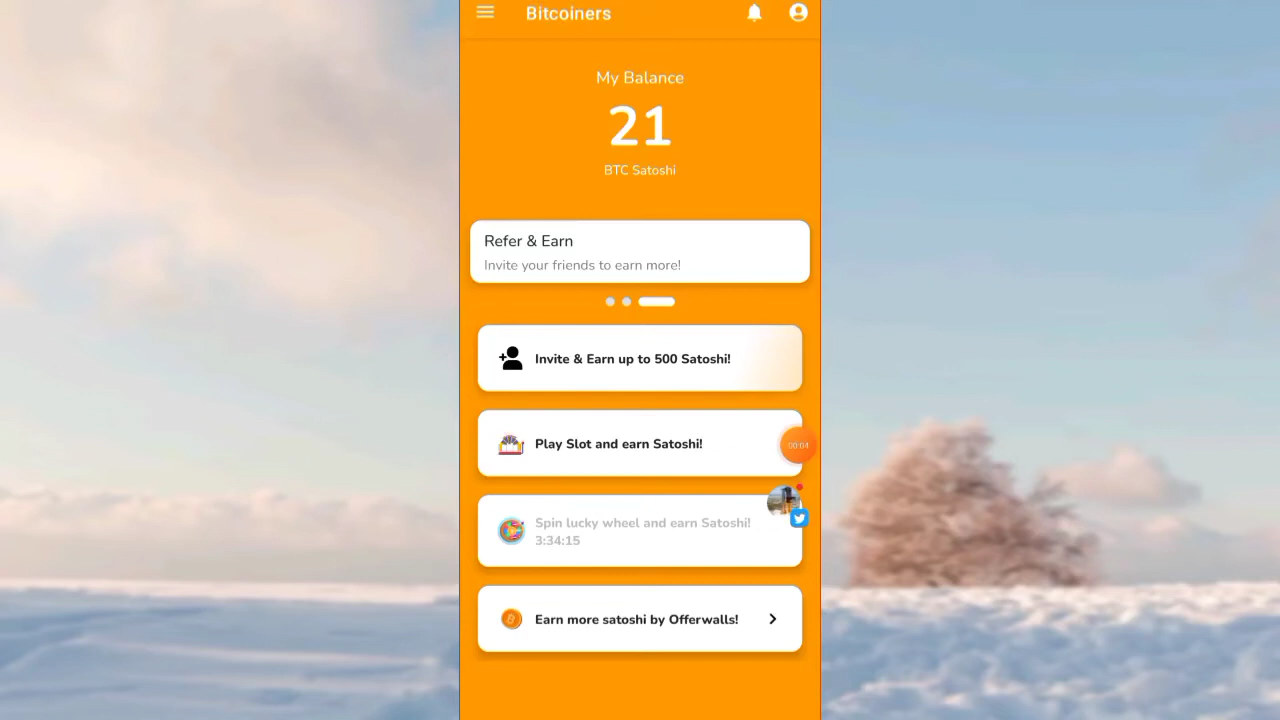 Bitcoiners
My Balance
21
BTC Satoshi
Refer & Earn
Invite your friends to earn more!
Invite & Earn up to 500 Satoshi!
Play Slot and earn Satoshi!
00:04
Spin lucky wheel and earn Satoshi!
3:34:15
Earn more satoshi by Offerwalls!